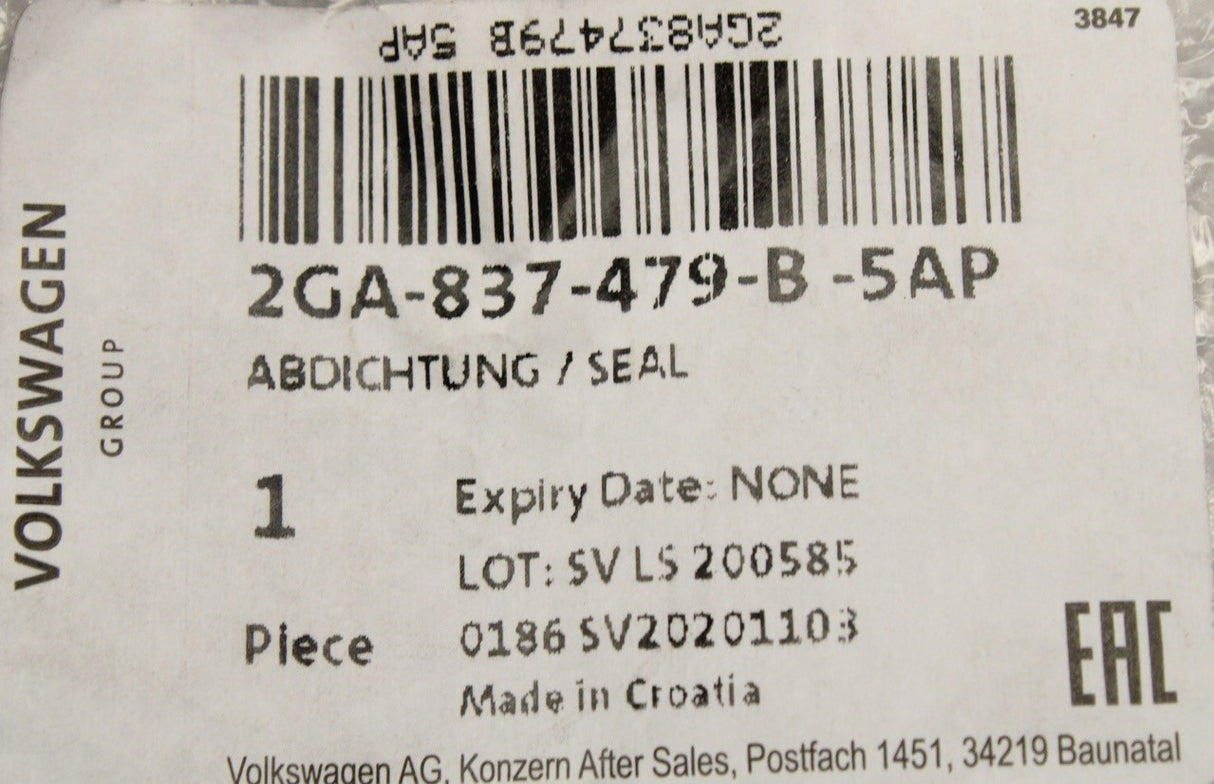 3847
2GA837479B 5AP
2GA-837-479-B -5AP
ABDICHTUNG / SEAL
1
Piece
Expiry Date: NONE
LOT: SV LS 200585
0186 SV20201103
Made in Croatia
EAC
Volkswagen AG, Konzern After Sales, Postfach 1451, 34219 Baunatal
VOLKSWAGEN
GROUP